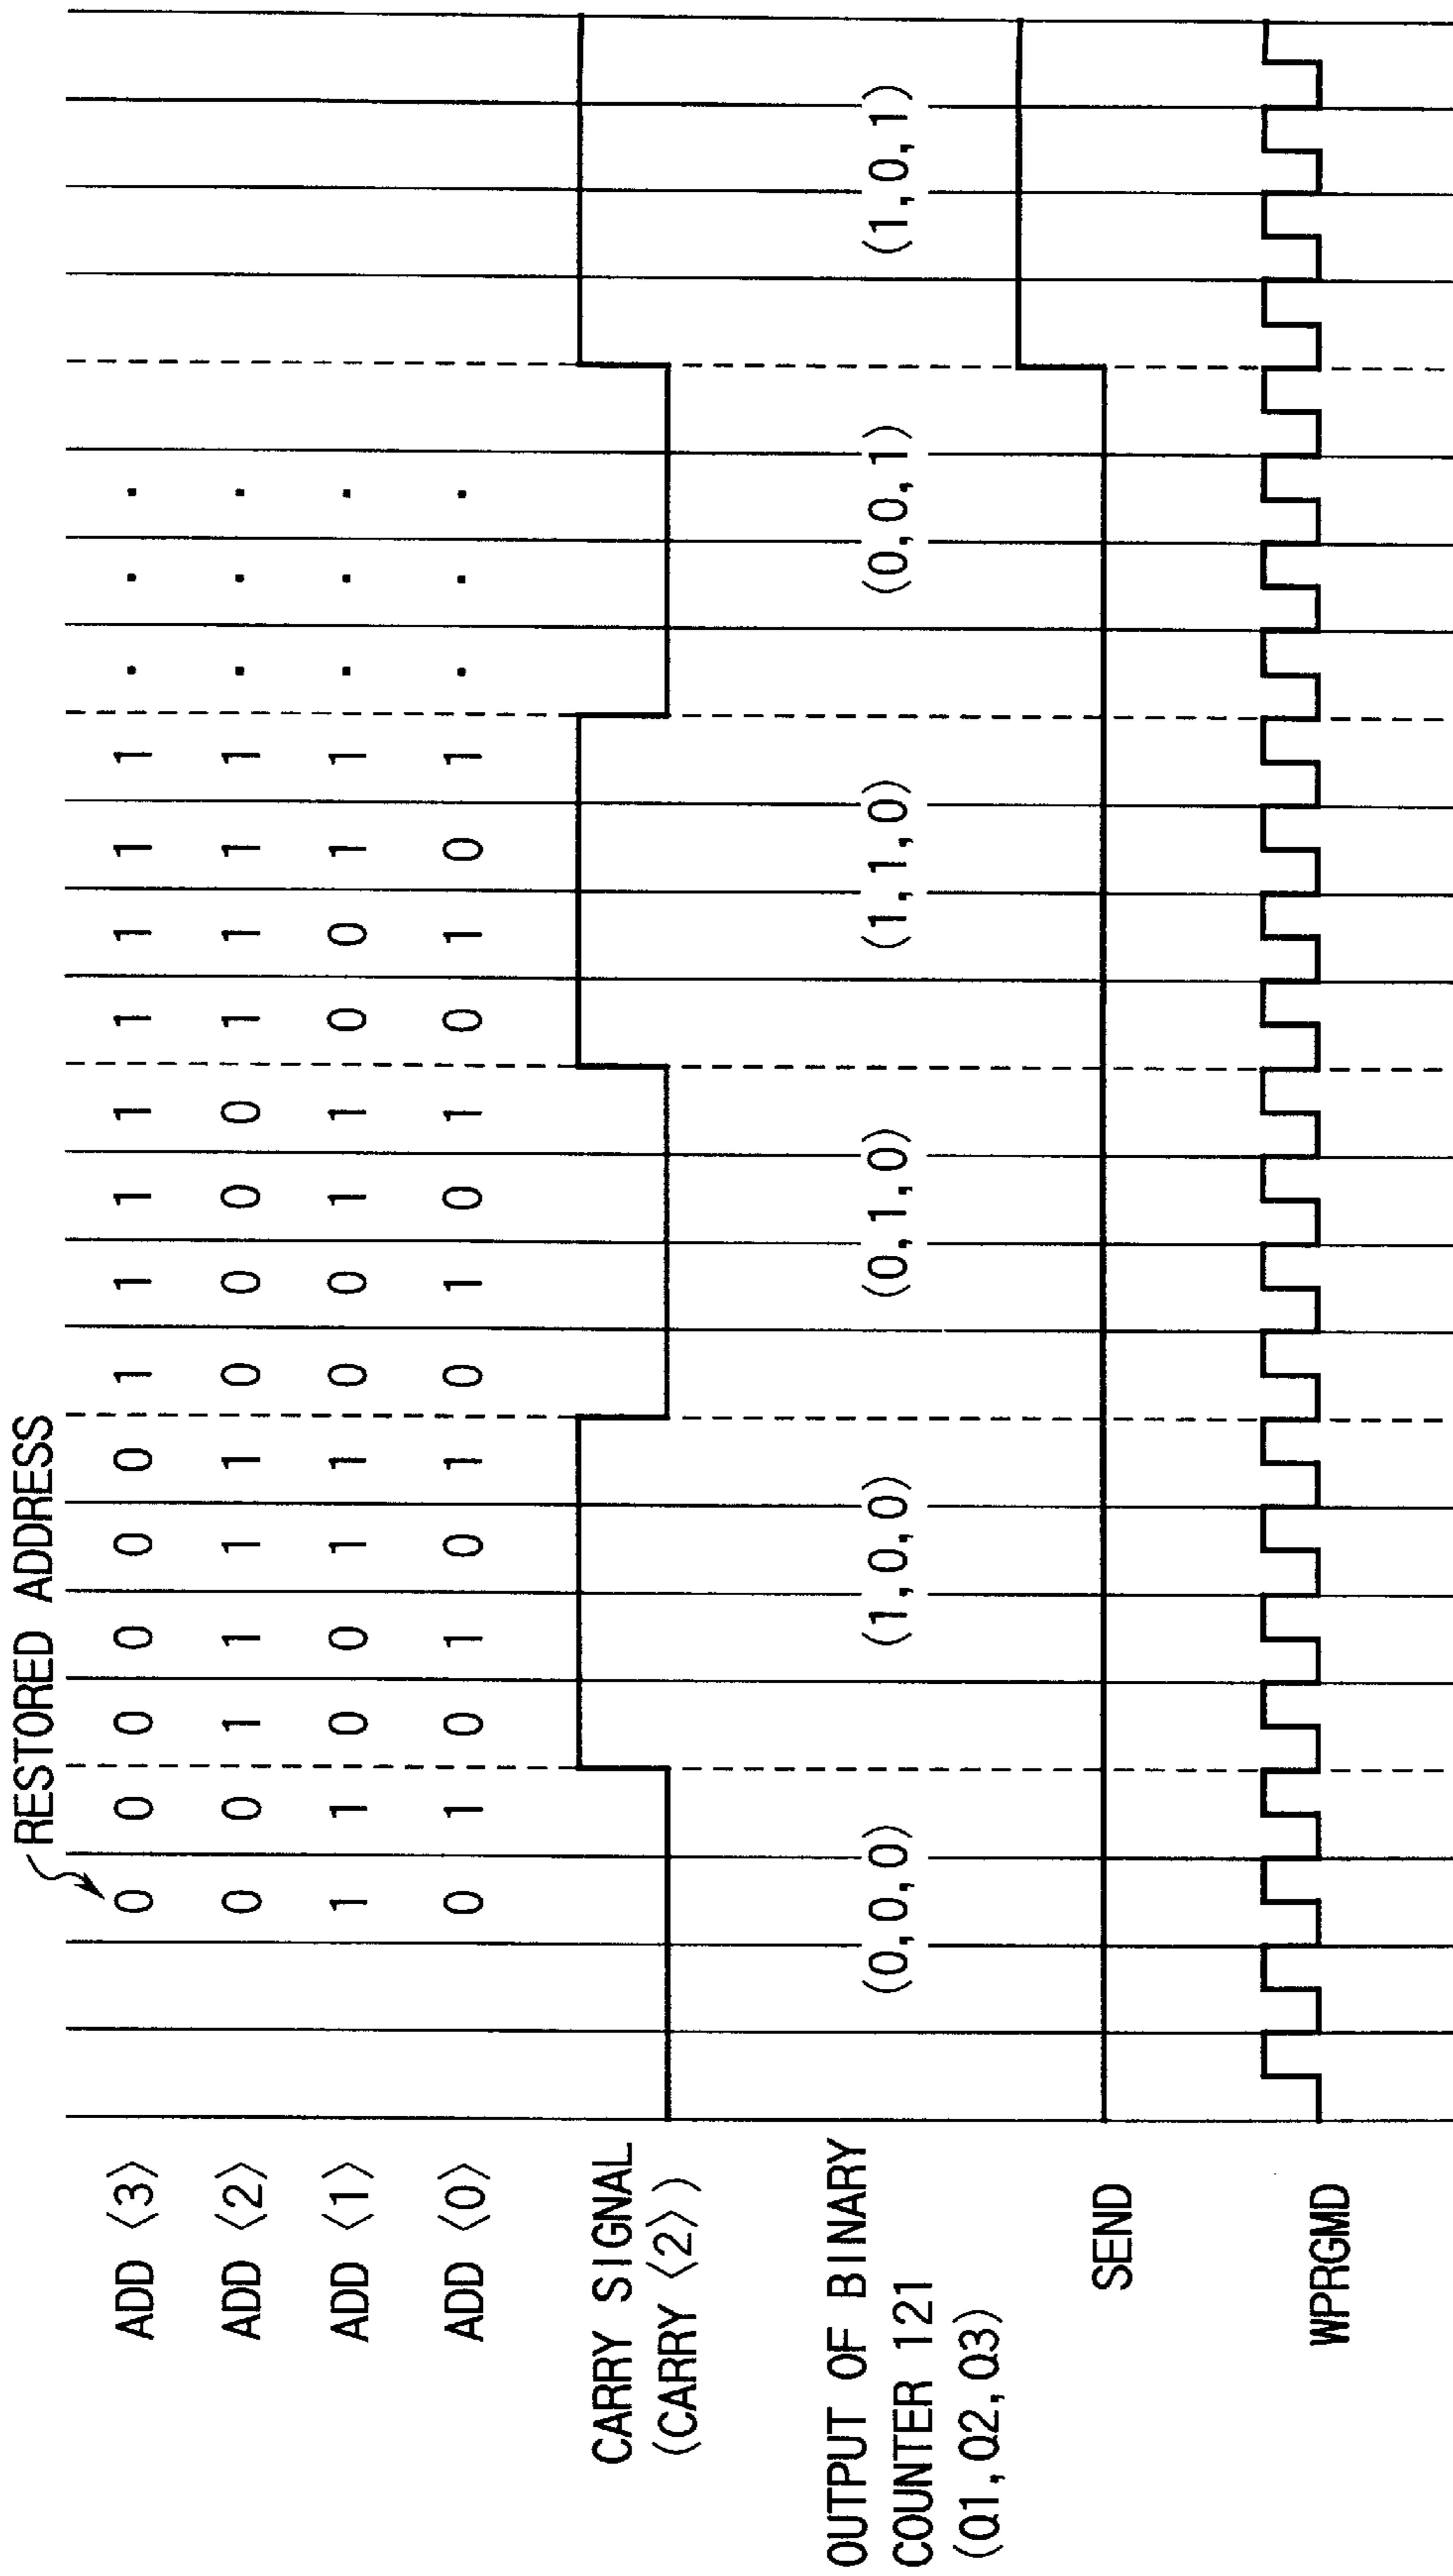 RESTORED ADDRESS
ADD 〈3〉 0 0 0 0 0 0 1 1 1 1 1 1 1 1 . . .
ADD 〈2〉 0 0 1 1 1 1 0 0 0 0 1 1 1 1 . . .
ADD 〈1〉 1 1 0 0 1 1 0 0 1 1 0 0 1 1 . . .
ADD 〈0〉 0 1 0 1 0 1 0 1 0 1 0 1 0 1 . . .
CARRY SIGNAL
(CARRY 〈2〉)
OUTPUT OF BINARY
COUNTER 121
(Q1,Q2,Q3)
(0,0,0) (1,0,0) (0,1,0) (1,1,0) (0,0,1) (1,0,1)
SEND
WPRGMD